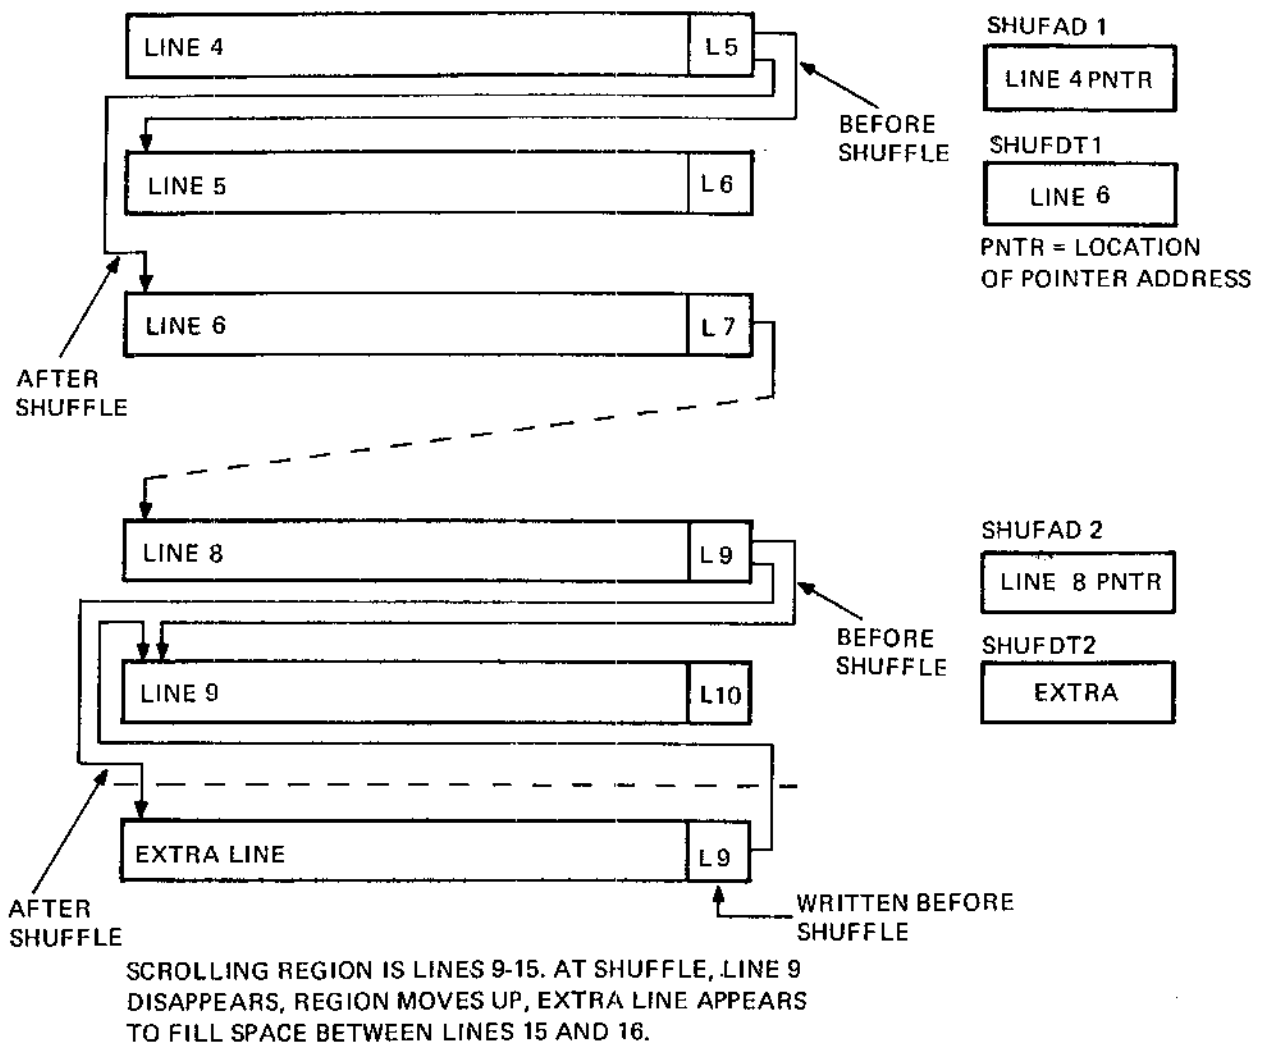 LINE 4
L5
SHUFAD 1
LINE 4 PNTR
BEFORE
SHUFFLE
SHUFDT1
LINE 6
PNTR = LOCATION
OF POINTER ADDRESS
LINE 5
L6
LINE 6
L7
AFTER
SHUFFLE
LINE 8
L9
SHUFAD 2
LINE 8 PNTR
BEFORE
SHUFFLE
SHUFDT2
EXTRA
LINE 9
L10
EXTRA LINE
L9
AFTER
SHUFFLE
WRITTEN BEFORE
SHUFFLE
SCROLLING REGION IS LINES 9-15. AT SHUFFLE, LINE 9
DISAPPEARS, REGION MOVES UP, EXTRA LINE APPEARS
TO FILL SPACE BETWEEN LINES 15 AND 16.